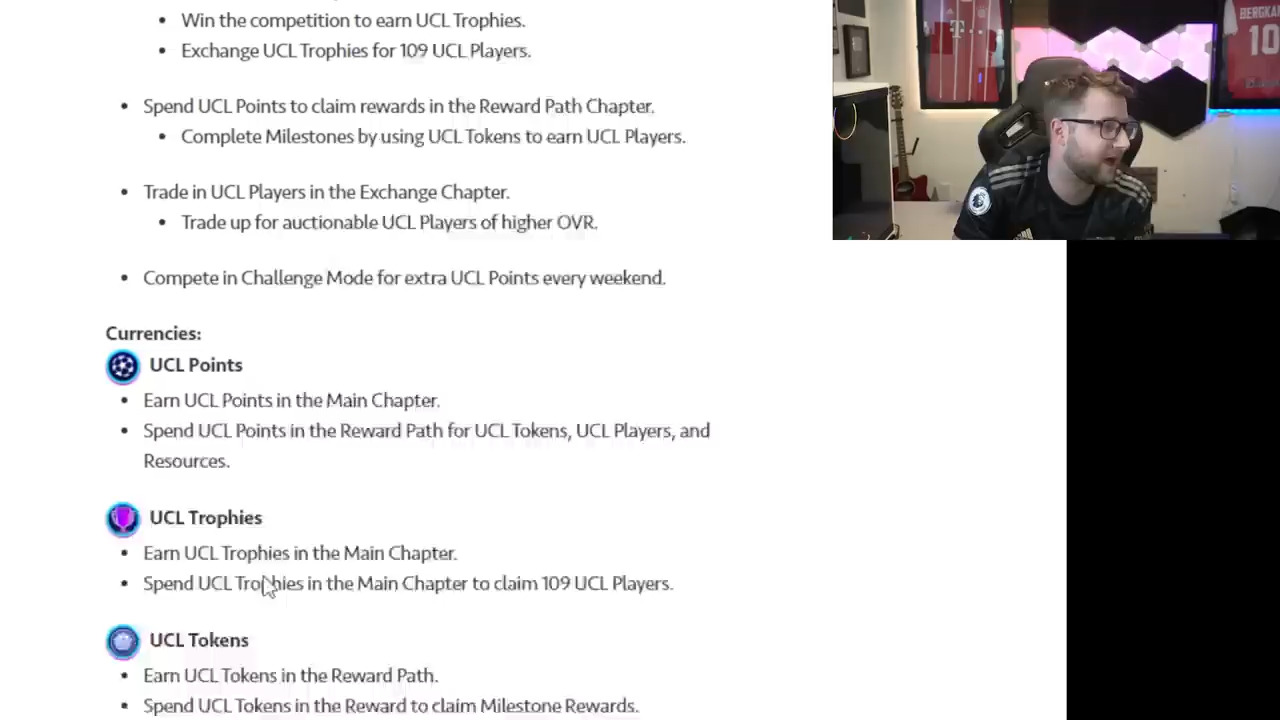 Win the competition to earn UCL Trophies.
Exchange UCL Trophies for 109 UCL Players.
Spend UCL Points to claim rewards in the Reward Path Chapter.
Complete Milestones by using UCL Tokens to earn UCL Players.
Trade in UCL Players in the Exchange Chapter.
Trade up for auctionable UCL Players of higher OVR.
Compete in Challenge Mode for extra UCL Points every weekend.
Currencies:
UCL Points
Earn UCL Points in the Main Chapter.
Spend UCL Points in the Reward Path for UCL Tokens, UCL Players, and
Resources.
UCL Trophies
Earn UCL Trophies in the Main Chapter.
Spend UCL Trophies in the Main Chapter to claim 109 UCL Players.
UCL Tokens
Earn UCL Tokens in the Reward Path.
Spend UCL Tokens in the Reward to claim Milestone Rewards.
BERGKAM
10
T